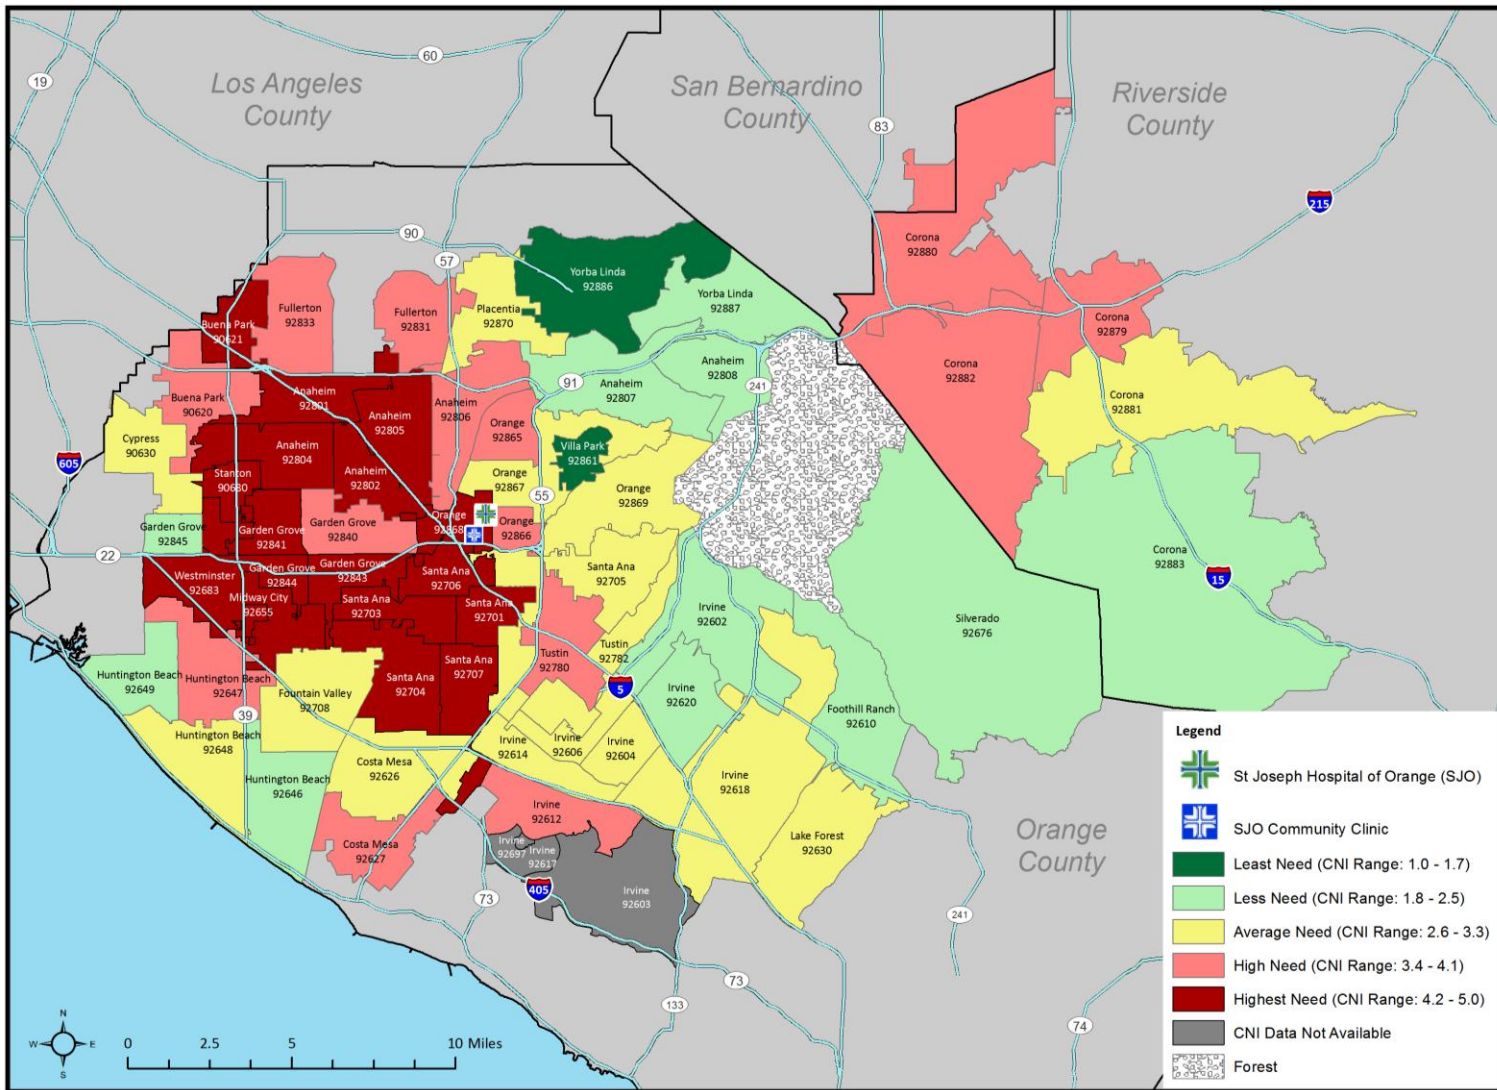 Los Angeles
County
San Bernardino
County
Riverside
County
60
19
83
215
90
57
Corona
92880
Yorba Linda
92886
Yorba Linda
92887
Fullerton
92833
Fullerton
92831
Placentia
92870
Buena Park
90621
Corona
92879
Anaheim
92808
Corona
92882
91
241
Anaheim
92807
Buena Park
90620
Anaheim
92801
Anaheim
92805
Anaheim
92806
Orange
92865
Corona
92881
Cypress
90630
605
Anaheim
92804
Villa Park
92861
Stanton
90680
Anaheim
92802
Orange
92867
55
Orange
92869
Garden Grove
92845
Garden Grove
92841
Garden Grove
92840
Orange
92868
Orange
92866
22
Westminster
92683
Garden Grove
92844
Garden Grove
92843
Santa Ana
92706
Santa Ana
92705
Corona
92883
15
Midway City
92655
Santa Ana
92703
Santa Ana
92701
Irvine
92602
Silverado
92676
Huntington Beach
92649
Huntington Beach
92647
Fountain Valley
92708
Santa Ana
92704
Santa Ana
92707
Tustin
92780
Tustin
92782
5
Irvine
92620
Foothill Ranch
92610
39
Huntington Beach
92648
Huntington Beach
92646
Costa Mesa
92626
Irvine
92614
Irvine
92606
Irvine
92604
Irvine
92618
Costa Mesa
92627
Irvine
92612
Lake Forest
92630
Irvine
92697
Irvine
92617
Irvine
92603
405
73
73
133
241
74
Orange
County
N
W
E
S
0
2.5
5
10 Miles
Legend
St Joseph Hospital of Orange (SJO)
SJO Community Clinic
Least Need (CNI Range: 1.0 - 1.7)
Less Need (CNI Range: 1.8 - 2.5)
Average Need (CNI Range: 2.6 - 3.3)
High Need (CNI Range: 3.4 - 4.1)
Highest Need (CNI Range: 4.2 - 5.0)
CNI Data Not Available
Forest